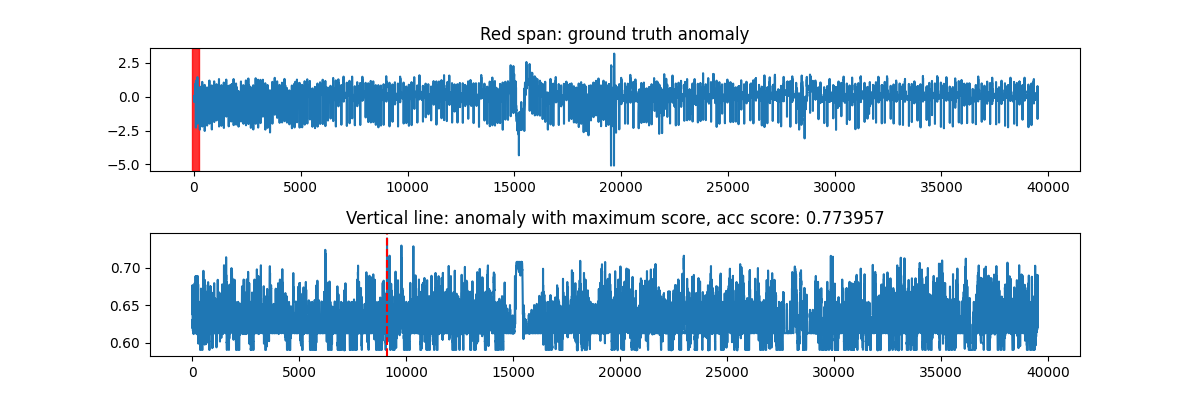 Red span: ground truth anomaly
2.5
0.0
−2.5
−5.0
0 5000 10000 15000 20000 25000 30000 35000 40000
Vertical line: anomaly with maximum score, acc score: 0.773957
0.70
0.65
0.60
0 5000 10000 15000 20000 25000 30000 35000 40000